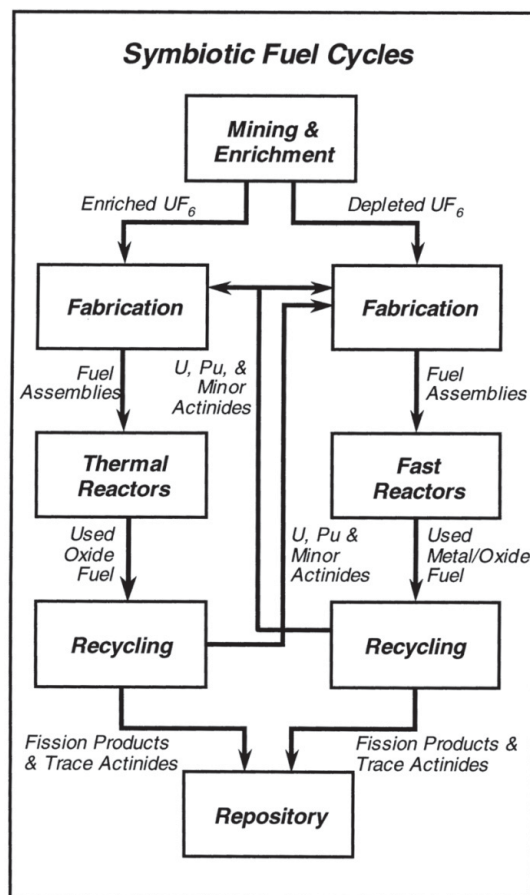 Symbiotic Fuel Cycles
Mining &
Enrichment
Enriched UF₆
Depleted UF₆
Fabrication
Fabrication
Fuel
Assemblies
U, Pu, &
Minor
Actinides
Fuel
Assemblies
Thermal
Reactors
Fast
Reactors
Used
Oxide
Fuel
U, Pu &
Minor
Actinides
Used
Metal/Oxide
Fuel
Recycling
Recycling
Fission Products
& Trace Actinides
Fission Products &
Trace Actinides
Repository